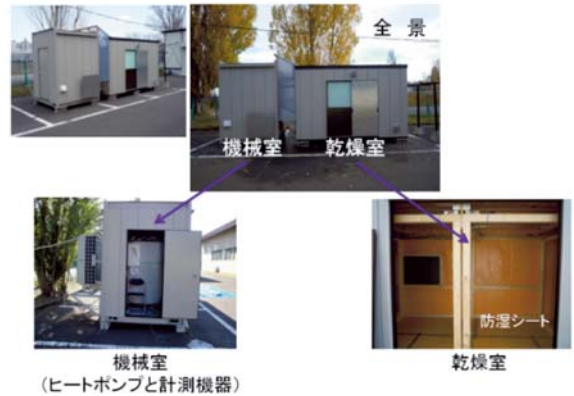 全 景
機械室
乾燥室
防湿シート
機械室
(ヒートポンプと計測機器)
乾燥室